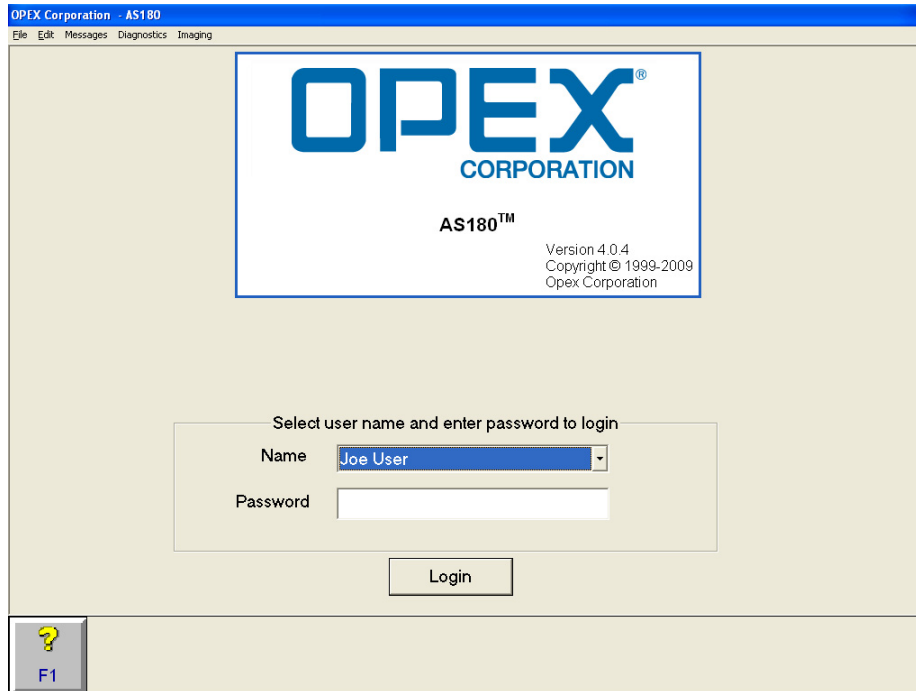 OPEX Corporation - AS180
File Edit Messages Diagnostics Imaging
OPEX®
CORPORATION
AS180™
Version 4.0.4
Copyright © 1999-2009
Opex Corporation
Select user name and enter password to login
Name Joe User
Password
Login
?
F1